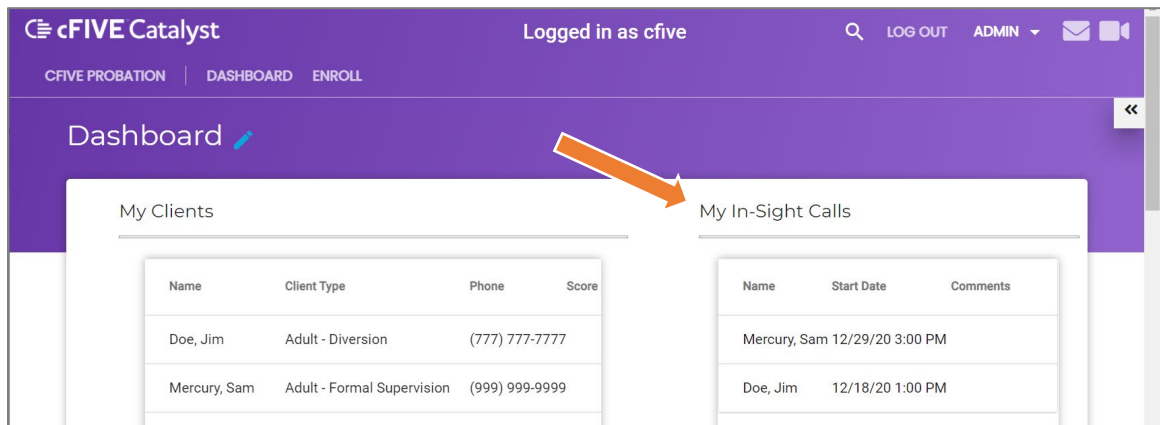 cFIVE Catalyst
Logged in as cfive
LOG OUT ADMIN
CFIVE PROBATION DASHBOARD ENROLL
Dashboard
My Clients
Name Client Type Phone Score
Doe, Jim Adult - Diversion (777) 777-7777
Mercury, Sam Adult - Formal Supervision (999) 999-9999
My In-Sight Calls
Name Start Date Comments
Mercury, Sam 12/29/20 3:00 PM
Doe, Jim 12/18/20 1:00 PM